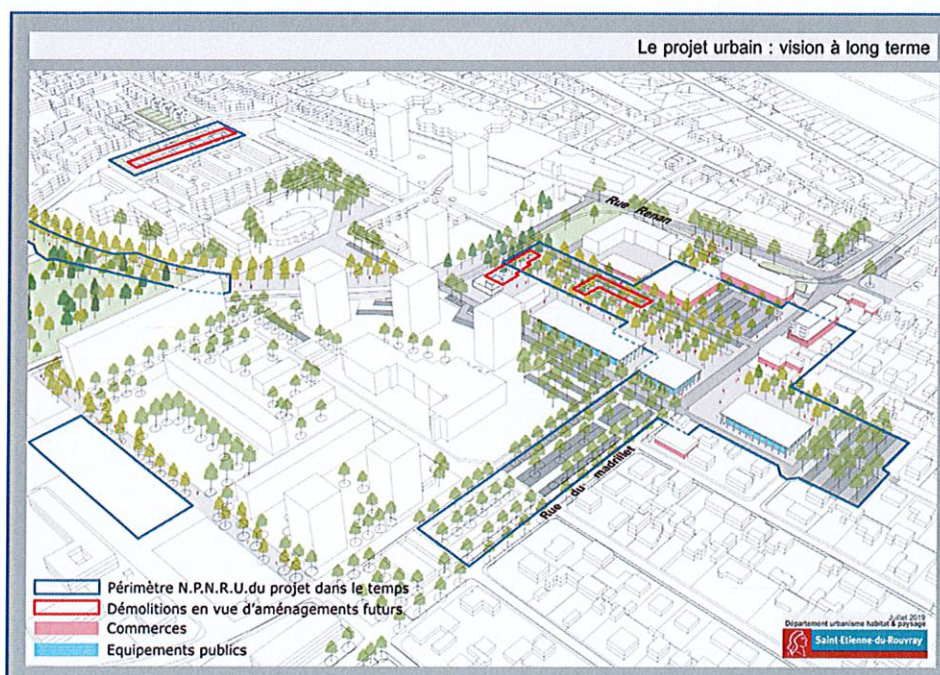 Le projet urbain : vision à long terme
Rue Renan
Rue du madrillet
Périmètre N.P.N.R.U.du projet dans le temps
Démolitions en vue d'aménagements futurs
Commerces
Equipements publics
Juillet 2019
Département urbanisme habitat & paysage
Saint-Etienne-du-Rouvray